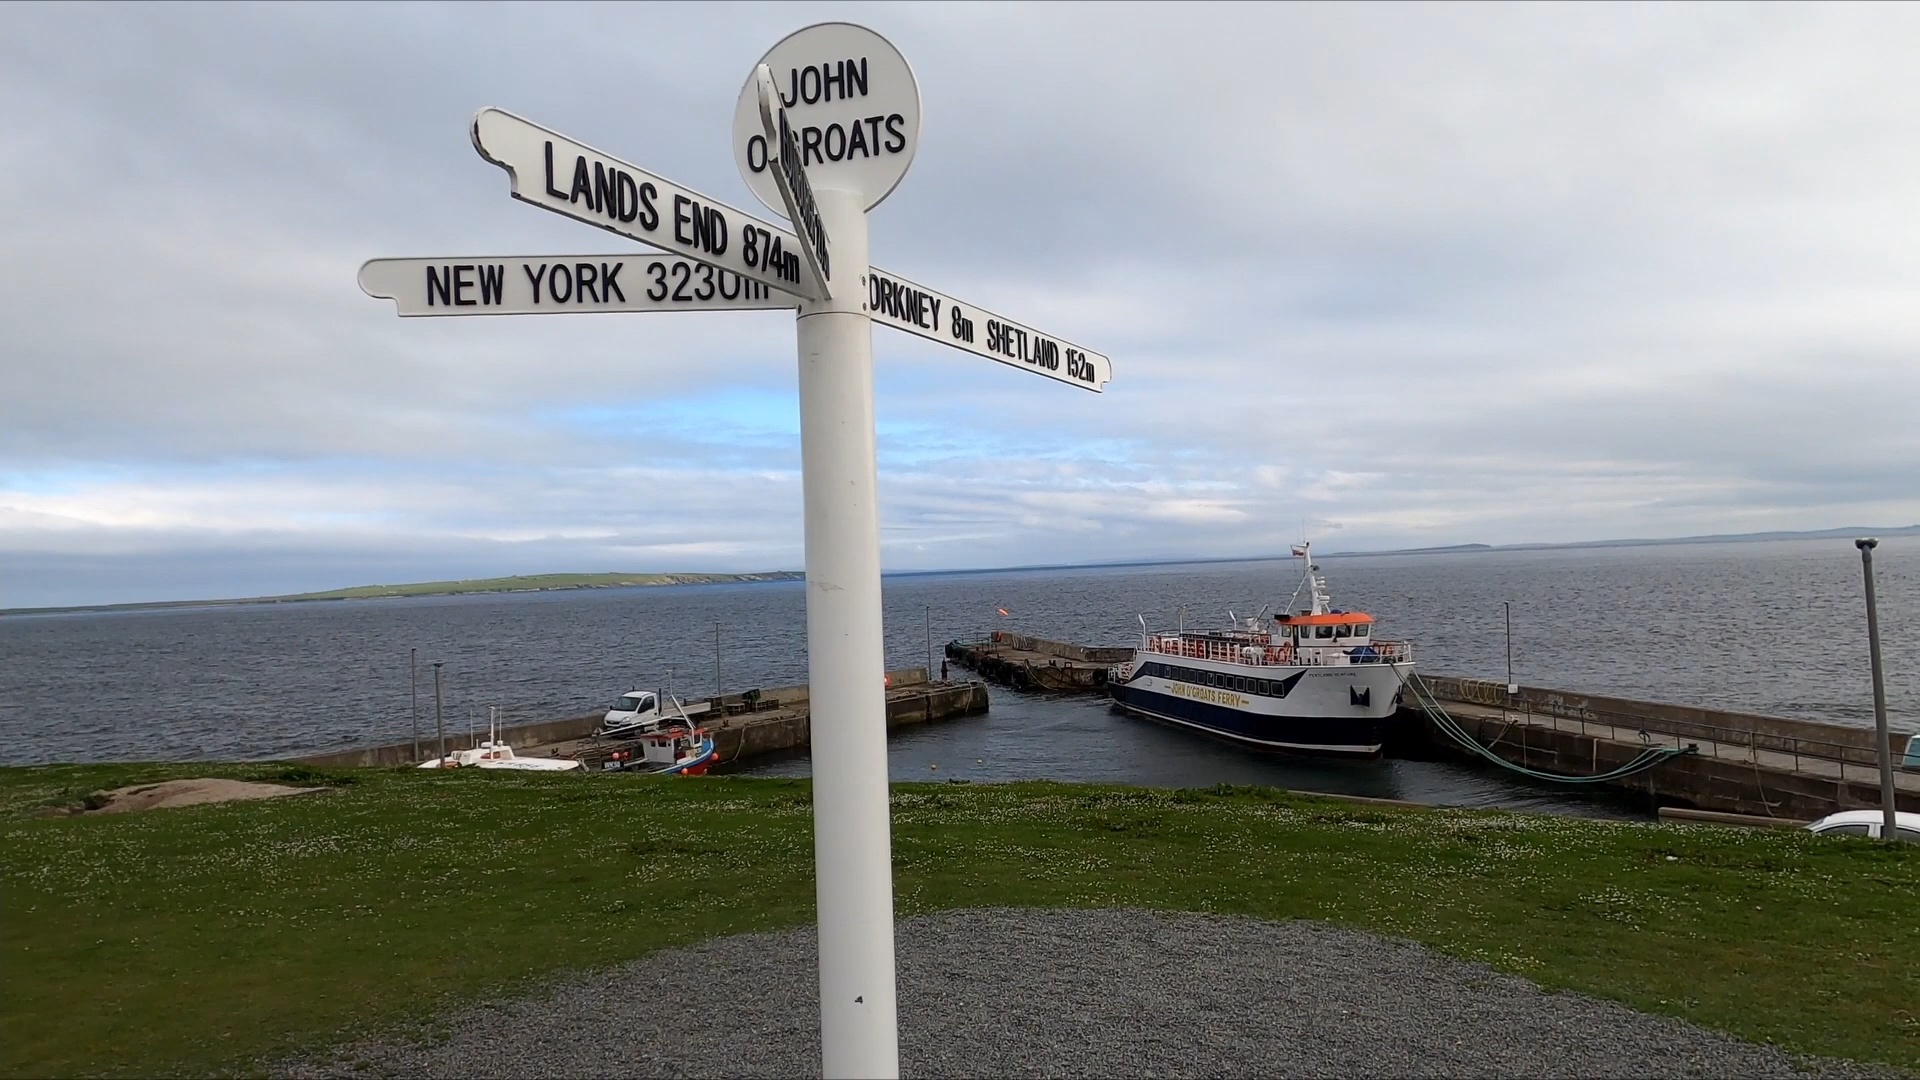 JOHN
O'GROATS
LANDS END 874m
NEW YORK 3230m
ORKNEY 8m SHETLAND 152m
JOHN O'GROATS FERRY